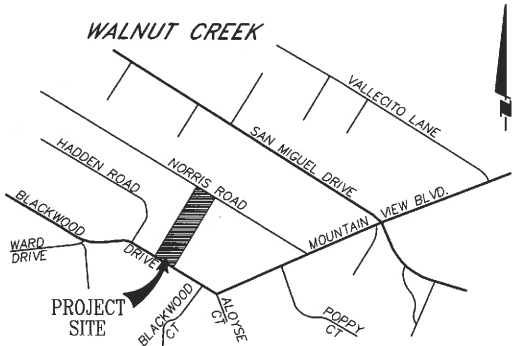 WALNUT CREEK
VALLECITO LANE
SAN MIGUEL DRIVE
HADDEN ROAD
NORRIS ROAD
BLACKWOOD
DRIVE
MOUNTAIN VIEW BLVD.
WARD
DRIVE
PROJECT
SITE
BLACKWOOD
CT
ALOYSE
CT
POPPY
CT